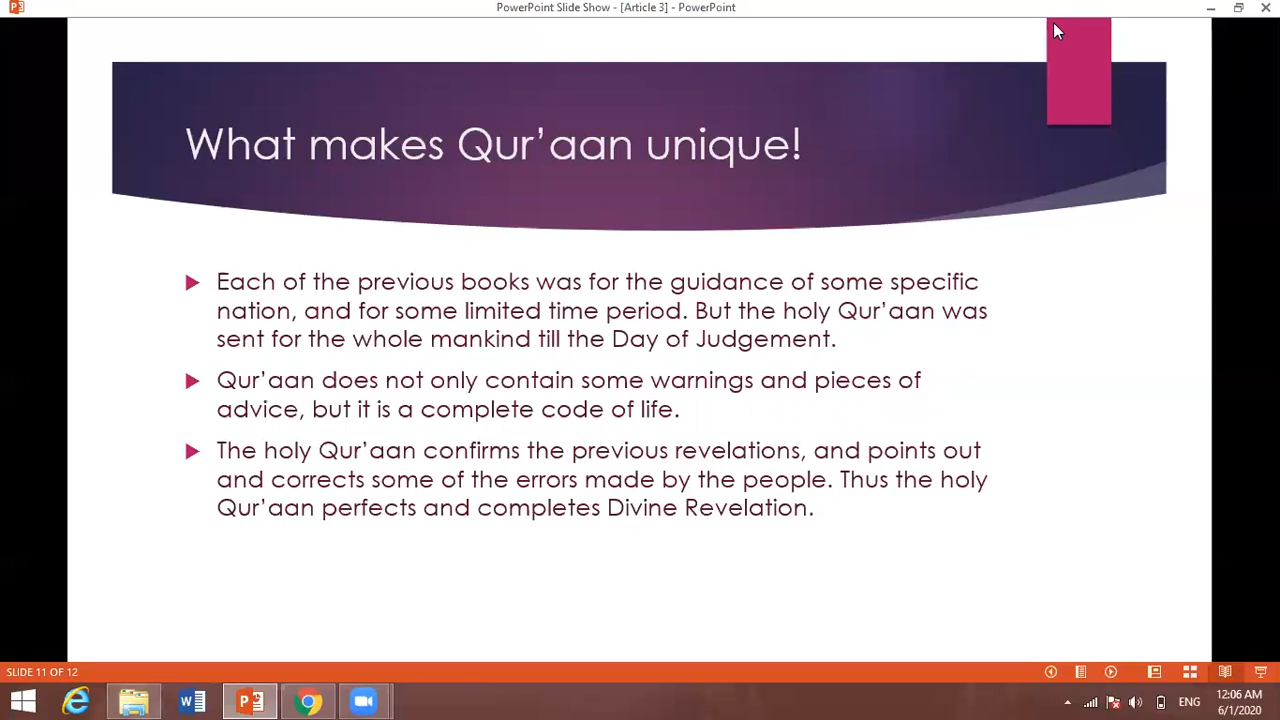 PowerPoint Slide Show - [Article 3] - PowerPoint
What makes Qur’aan unique!
Each of the previous books was for the guidance of some specific
nation, and for some limited time period. But the holy Qur’aan was
sent for the whole mankind till the Day of Judgement.
Qur’aan does not only contain some warnings and pieces of
advice, but it is a complete code of life.
The holy Qur’aan confirms the previous revelations, and points out
and corrects some of the errors made by the people. Thus the holy
Qur’aan perfects and completes Divine Revelation.
SLIDE 11 OF 12
ENG
12:06 AM
6/1/2020